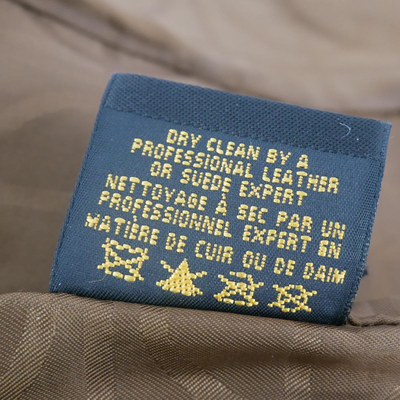 DRY CLEAN BY A
PROFESSIONAL LEATHER
OR SUEDE EXPERT
NETTOYAGE À SEC PAR UN
PROFESSIONNEL EXPERT EN
MATIÈRE DE CUIR OU DE DAIM